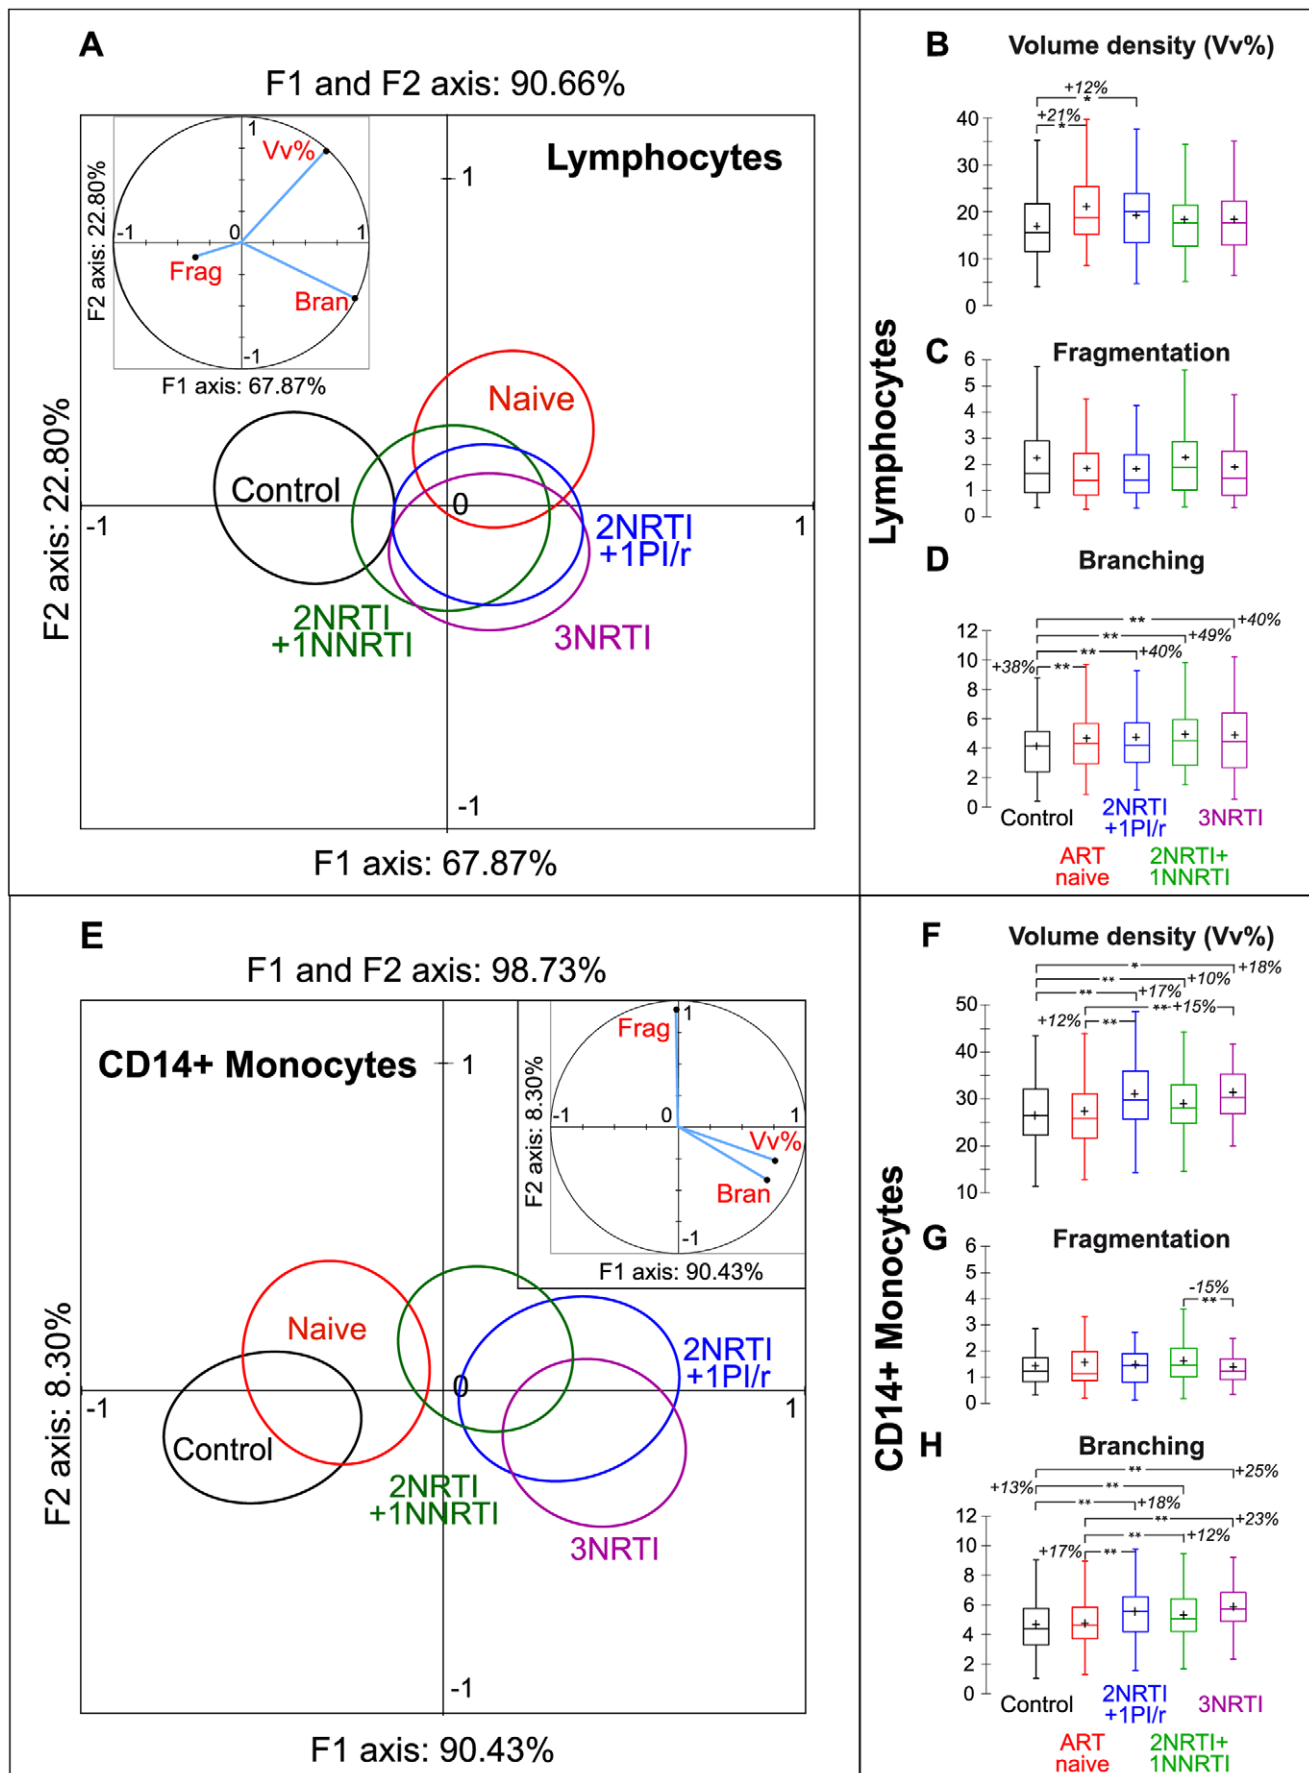 A
F1 and F2 axis: 90.66%
Lymphocytes
1
Vv%
-1
0
1
Frag
Bran
-1
F2 axis: 22.80%
F1 axis: 67.87%
1
Naive
Control
0
-1
1
2NRTI
+1PI/r
2NRTI
+1NNRTI
3NRTI
-1
F2 axis: 22.80%
F1 axis: 67.87%
Lymphocytes
B
Volume density (Vv%)
+12%
*
+21%
*
40
30
20
10
0
C
Fragmentation
6
5
4
3
2
1
0
D
Branching
** +40%
** +49%
** +40%
+38% **
12
10
8
6
4
2
0
Control
2NRTI
+1PI/r
3NRTI
ART
naive
2NRTI+
1NNRTI
E
F1 and F2 axis: 98.73%
CD14+ Monocytes
1
Frag
1
-1
0
1
Vv%
Bran
-1
F2 axis: 8.30%
F1 axis: 90.43%
Naive
Control
0
-1
1
2NRTI
+1PI/r
2NRTI
+1NNRTI
3NRTI
-1
F2 axis: 8.30%
F1 axis: 90.43%
CD14+ Monocytes
F
Volume density (Vv%)
* +18%
** +10%
** +17%
** +15%
+12% **
50
40
30
20
10
G
Fragmentation
-15%
**
6
5
4
3
2
1
0
H
Branching
** +25%
+13% **
** +18%
** +23%
** +12%
+17% **
12
10
8
6
4
2
0
Control
2NRTI
+1PI/r
3NRTI
ART
naive
2NRTI+
1NNRTI